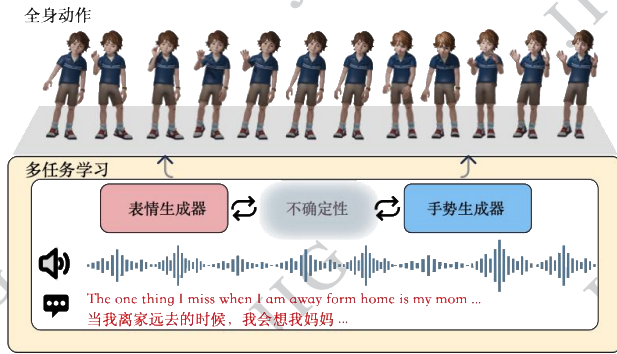 全身动作
多任务学习
表情生成器
不确定性
手势生成器
The one thing I miss when I am away form home is my mom ...
当我离家远去的时候，我会想我妈妈 ...
JIG